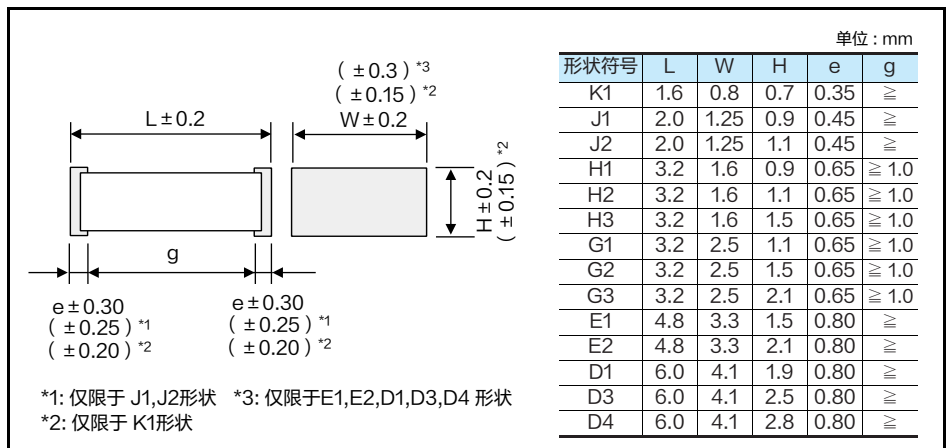 单位 : mm
（±0.3）*3
（±0.15）*2
L±0.2
W±0.2
H±0.2
（±0.15）*2
g
e±0.30
（±0.25）*1
（±0.20）*2
e±0.30
（±0.25）*1
（±0.20）*2
*1: 仅限于 J1,J2形状 *3: 仅限于E1,E2,D1,D3,D4 形状
*2: 仅限于 K1形状
形状符号 L W H e g
K1 1.6 0.8 0.7 0.35 ≧
J1 2.0 1.25 0.9 0.45 ≧
J2 2.0 1.25 1.1 0.45 ≧
H1 3.2 1.6 0.9 0.65 ≧ 1.0
H2 3.2 1.6 1.1 0.65 ≧ 1.0
H3 3.2 1.6 1.5 0.65 ≧ 1.0
G1 3.2 2.5 1.1 0.65 ≧ 1.0
G2 3.2 2.5 1.5 0.65 ≧ 1.0
G3 3.2 2.5 2.1 0.65 ≧ 1.0
E1 4.8 3.3 1.5 0.80 ≧
E2 4.8 3.3 2.1 0.80 ≧
D1 6.0 4.1 1.9 0.80 ≧
D3 6.0 4.1 2.5 0.80 ≧
D4 6.0 4.1 2.8 0.80 ≧